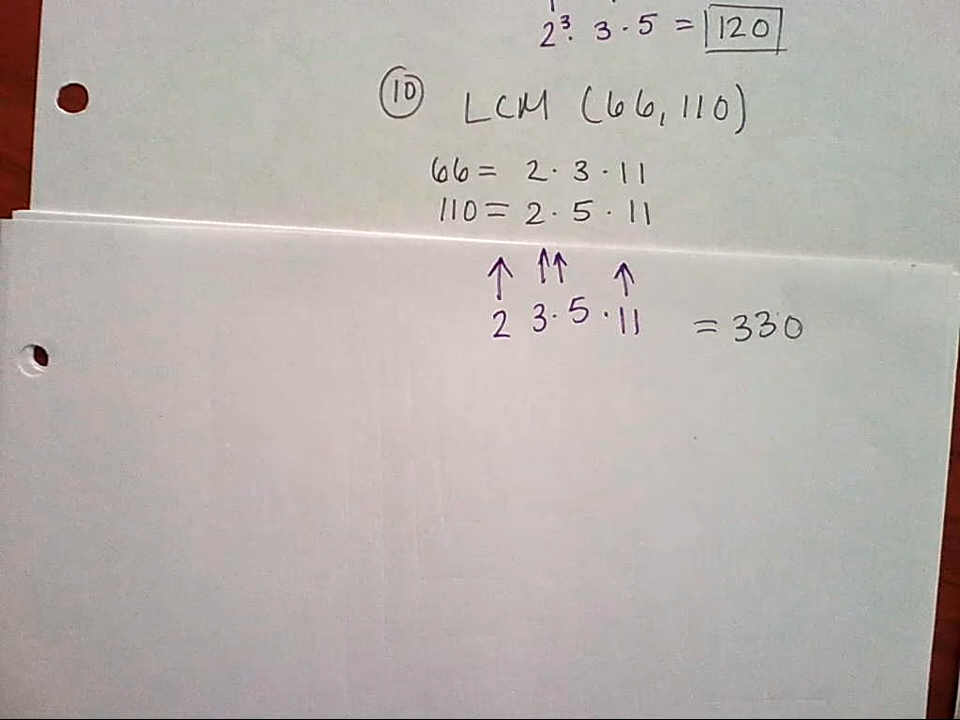 2³. 3 · 5 = 120
10 LCM (66, 110)
66 = 2 · 3 · 11
110 = 2 · 5 · 11
↑ ↑↑ ↑
2 3 · 5 · 11 = 330